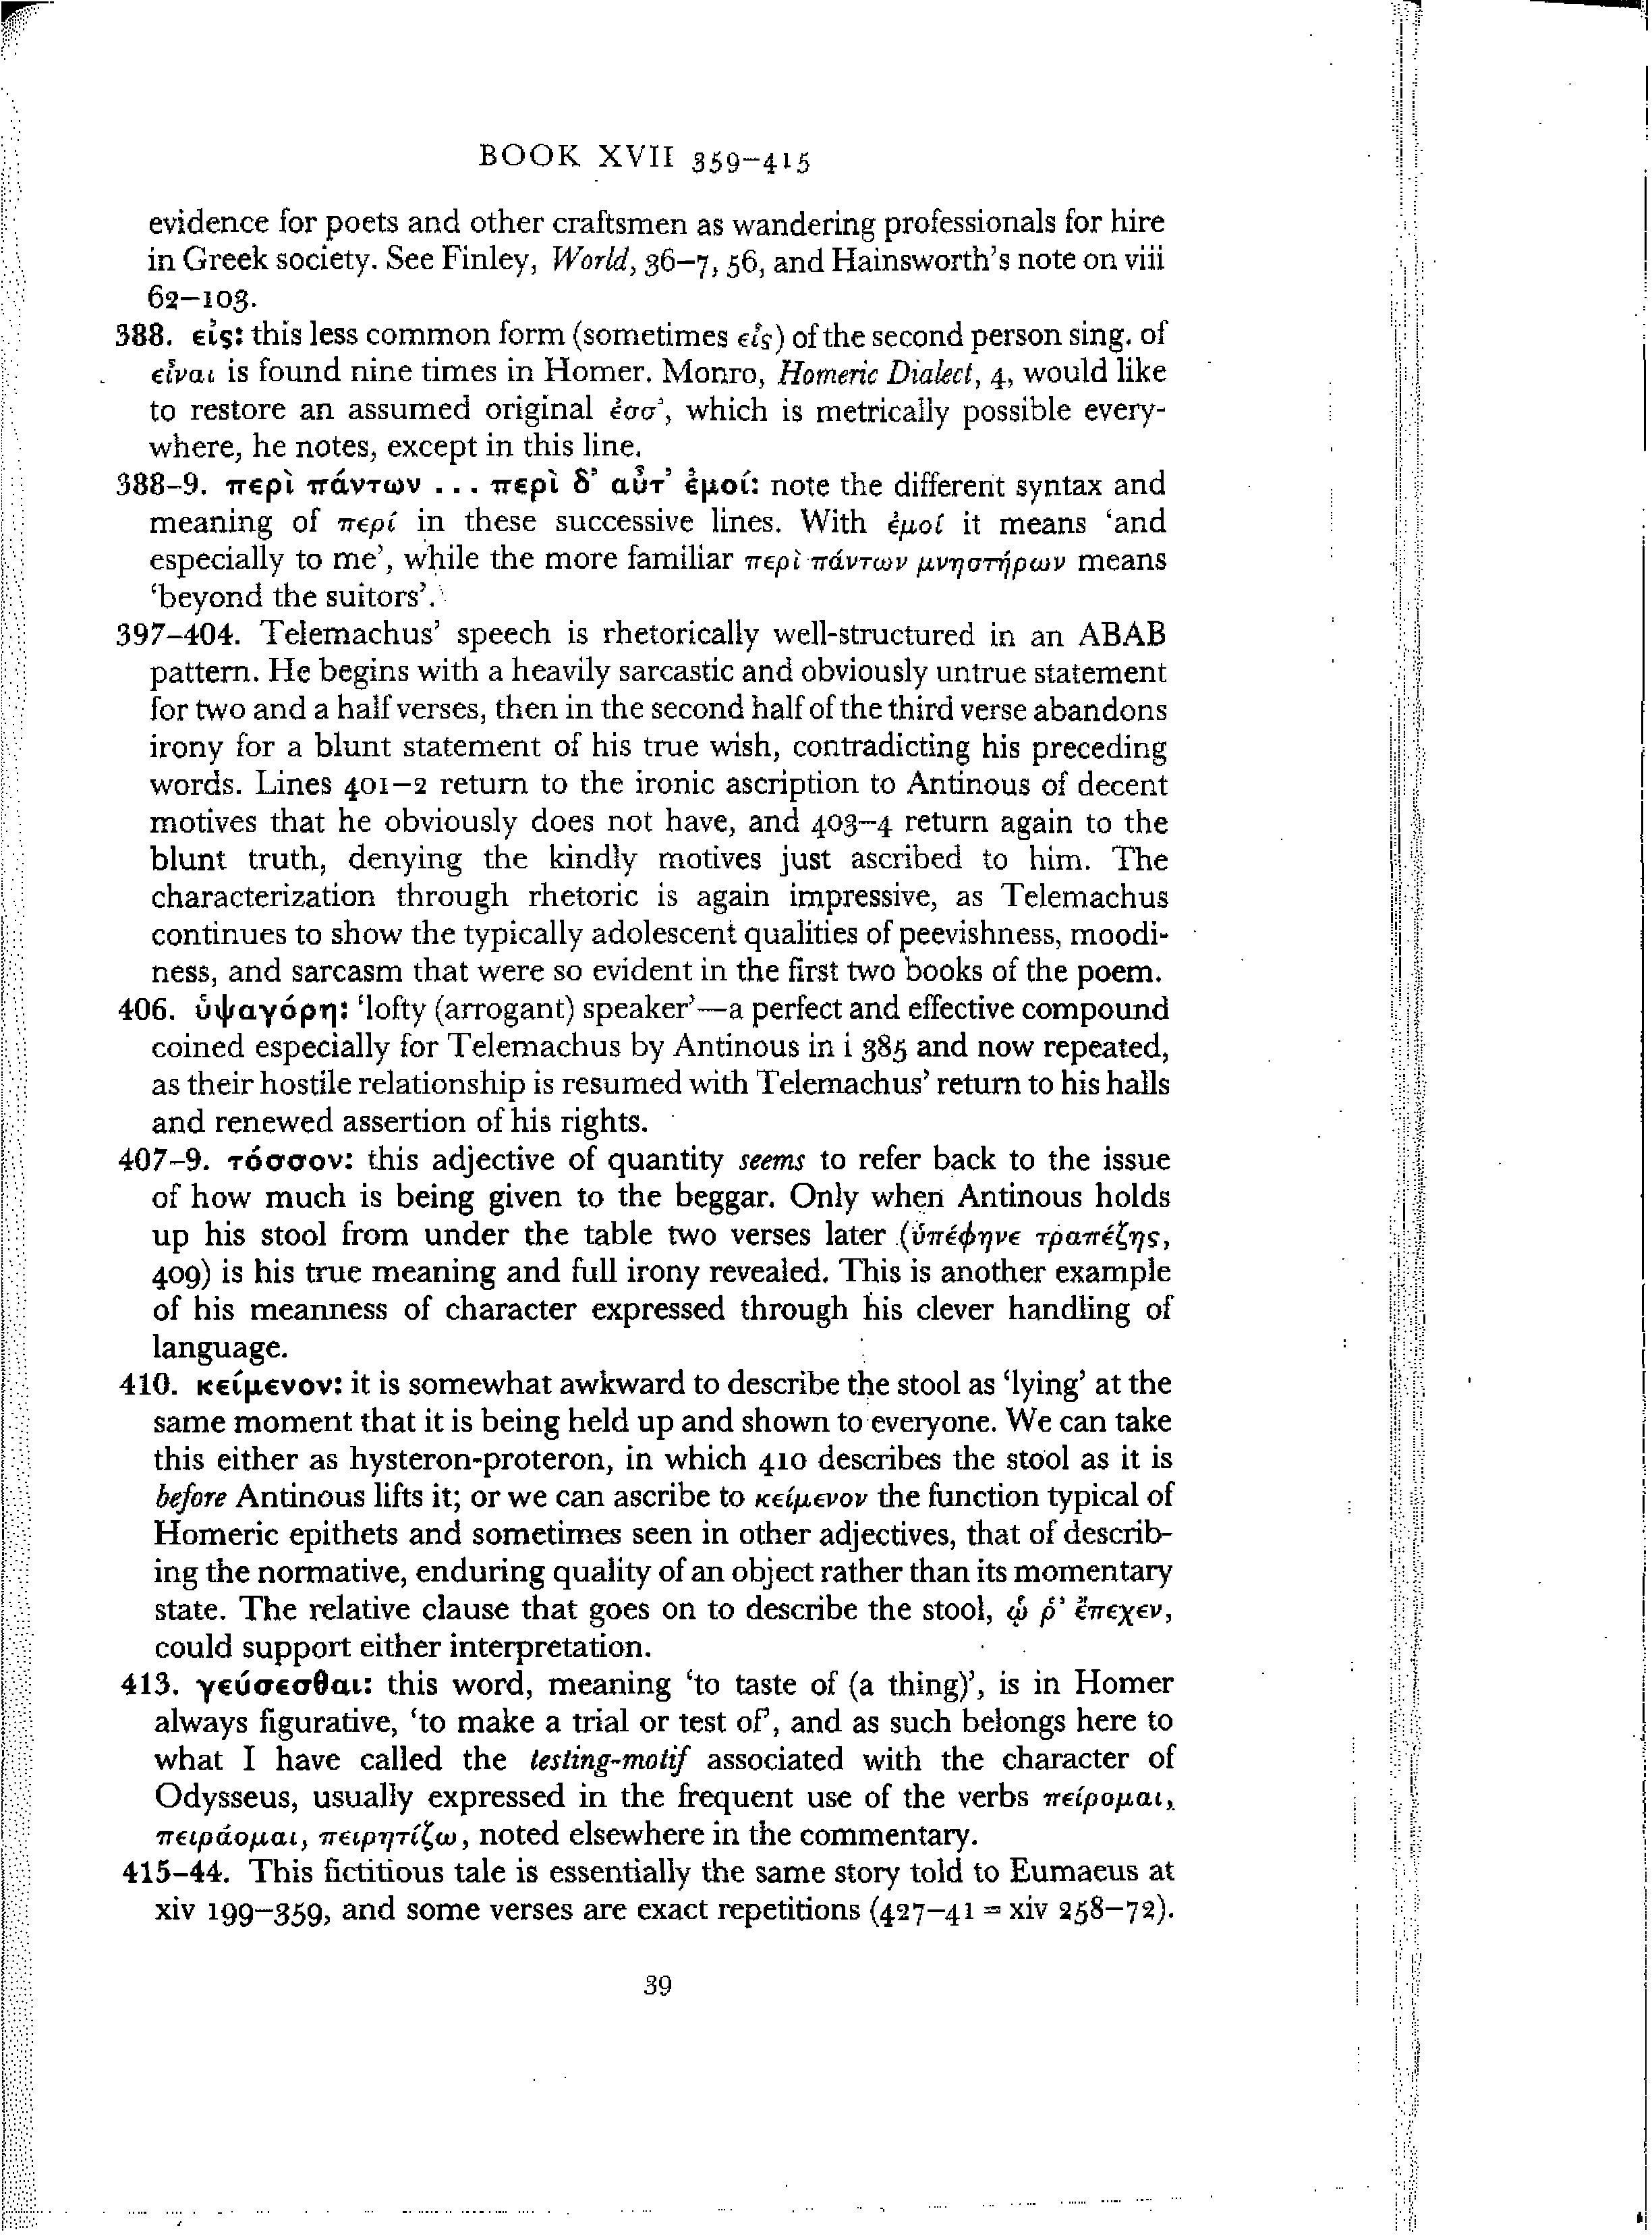 BOOK XVII 359–415
evidence for poets and other craftsmen as wandering professionals for hire
in Greek society. See Finley, World, 36–7, 56, and Hainsworth's note on viii
62–103.
388. εἰς: this less common form (sometimes εἶς) of the second person sing. of
εἶναι is found nine times in Homer. Monro, Homeric Dialect, 4, would like
to restore an assumed original ἐσσ', which is metrically possible every-
where, he notes, except in this line.
388–9. περὶ πάντων . . . περὶ δ' αὖτ' ἐμοί: note the different syntax and
meaning of περί in these successive lines. With ἐμοί it means 'and
especially to me', while the more familiar περὶ πάντων μνηστήρων means
'beyond the suitors'.
397–404. Telemachus' speech is rhetorically well-structured in an ABAB
pattern. He begins with a heavily sarcastic and obviously untrue statement
for two and a half verses, then in the second half of the third verse abandons
irony for a blunt statement of his true wish, contradicting his preceding
words. Lines 401–2 return to the ironic ascription to Antinous of decent
motives that he obviously does not have, and 403–4 return again to the
blunt truth, denying the kindly motives just ascribed to him. The
characterization through rhetoric is again impressive, as Telemachus
continues to show the typically adolescent qualities of peevishness, moodi-
ness, and sarcasm that were so evident in the first two books of the poem.
406. ὑψαγόρη: 'lofty (arrogant) speaker'—a perfect and effective compound
coined especially for Telemachus by Antinous in i 385 and now repeated,
as their hostile relationship is resumed with Telemachus' return to his halls
and renewed assertion of his rights.
407–9. τόσσον: this adjective of quantity seems to refer back to the issue
of how much is being given to the beggar. Only when Antinous holds
up his stool from under the table two verses later (ὑπέφηνε τραπέζης,
409) is his true meaning and full irony revealed. This is another example
of his meanness of character expressed through his clever handling of
language.
410. κείμενον: it is somewhat awkward to describe the stool as 'lying' at the
same moment that it is being held up and shown to everyone. We can take
this either as hysteron-proteron, in which 410 describes the stool as it is
before Antinous lifts it; or we can ascribe to κείμενον the function typical of
Homeric epithets and sometimes seen in other adjectives, that of describ-
ing the normative, enduring quality of an object rather than its momentary
state. The relative clause that goes on to describe the stool, ᾧ ῥ' ἔπεχεν,
could support either interpretation.
413. γεύσεσθαι: this word, meaning 'to taste of (a thing)', is in Homer
always figurative, 'to make a trial or test of', and as such belongs here to
what I have called the testing-motif associated with the character of
Odysseus, usually expressed in the frequent use of the verbs πείρομαι,
πειράομαι, πειρητίζω, noted elsewhere in the commentary.
415–44. This fictitious tale is essentially the same story told to Eumaeus at
xiv 199–359, and some verses are exact repetitions (427–41 = xiv 258–72).
39